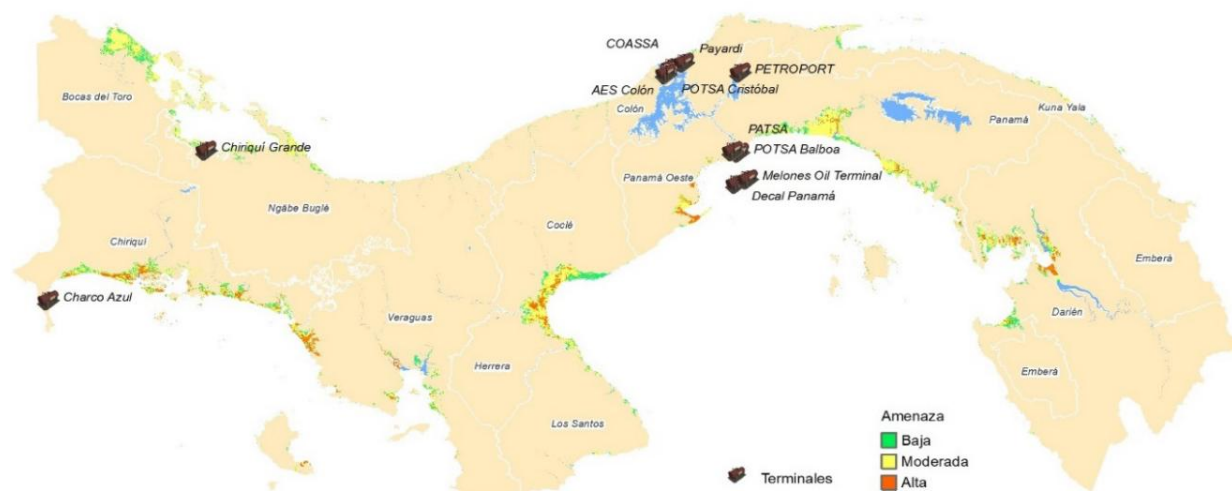 COASSA
Payardi
PETROPORT
AES Colón
POTSA Cristóbal
Colón
Bocas del Toro
Kuna Yala
Panamá
PATSA
POTSA Balboa
Chiriquí Grande
Melones Oil Terminal
Panamá Oeste
Decal Panamá
Ngäbe Buglé
Coclé
Chiriquí
Emberá
Charco Azul
Veraguas
Darién
Herrera
Emberá
Los Santos
Amenaza
Baja
Moderada
Alta
Terminales